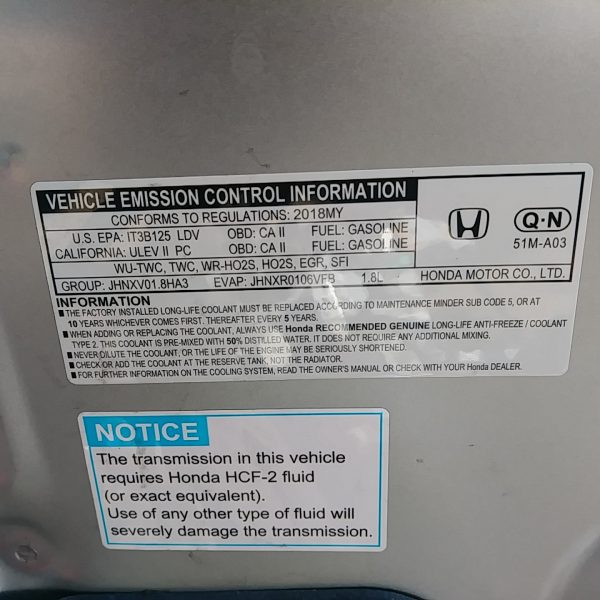 VEHICLE EMISSION CONTROL INFORMATION
CONFORMS TO REGULATIONS: 2018MY
U.S. EPA: IT3B125 LDV OBD: CA II FUEL: GASOLINE
CALIFORNIA: ULEV II PC OBD: CA II FUEL: GASOLINE
WU-TWC, TWC, WR-HO2S, HO2S, EGR, SFI
GROUP: JHNXV01.8HA3 EVAP: JHNXR0106VFB 1.8L HONDA MOTOR CO., LTD.
Q·N
51M-A03
INFORMATION
■ THE FACTORY INSTALLED LONG-LIFE COOLANT MUST BE REPLACED ACCORDING TO MAINTENANCE MINDER SUB CODE 5, OR AT
10 YEARS WHICHEVER COMES FIRST. THEREAFTER EVERY 5 YEARS.
■ WHEN ADDING OR REPLACING THE COOLANT, ALWAYS USE Honda RECOMMENDED GENUINE LONG-LIFE ANTI-FREEZE / COOLANT
TYPE 2. THIS COOLANT IS PRE-MIXED WITH 50% DISTILLED WATER. IT DOES NOT REQUIRE ANY ADDITIONAL MIXING.
■ NEVER DILUTE THE COOLANT, OR THE LIFE OF THE ENGINE MAY BE SERIOUSLY SHORTENED.
■ CHECK OR ADD THE COOLANT AT THE RESERVE TANK, NOT THE RADIATOR.
■ FOR FURTHER INFORMATION ON THE COOLING SYSTEM, READ THE OWNER'S MANUAL OR CHECK WITH YOUR Honda DEALER.
NOTICE
The transmission in this vehicle
requires Honda HCF-2 fluid
(or exact equivalent).
Use of any other type of fluid will
severely damage the transmission.